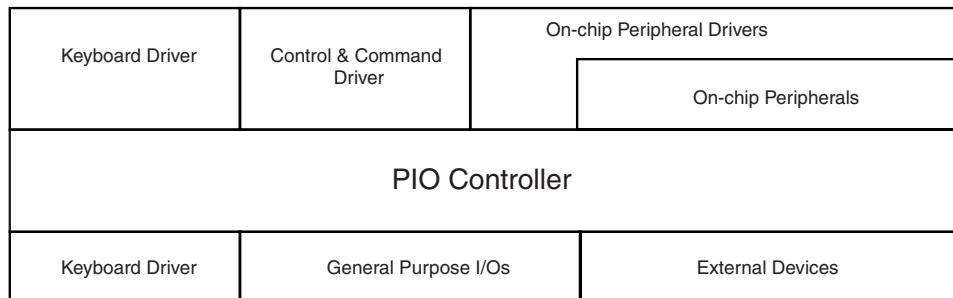 Keyboard Driver
Control & Command
Driver
On-chip Peripheral Drivers
On-chip Peripherals
PIO Controller
Keyboard Driver
General Purpose I/Os
External Devices